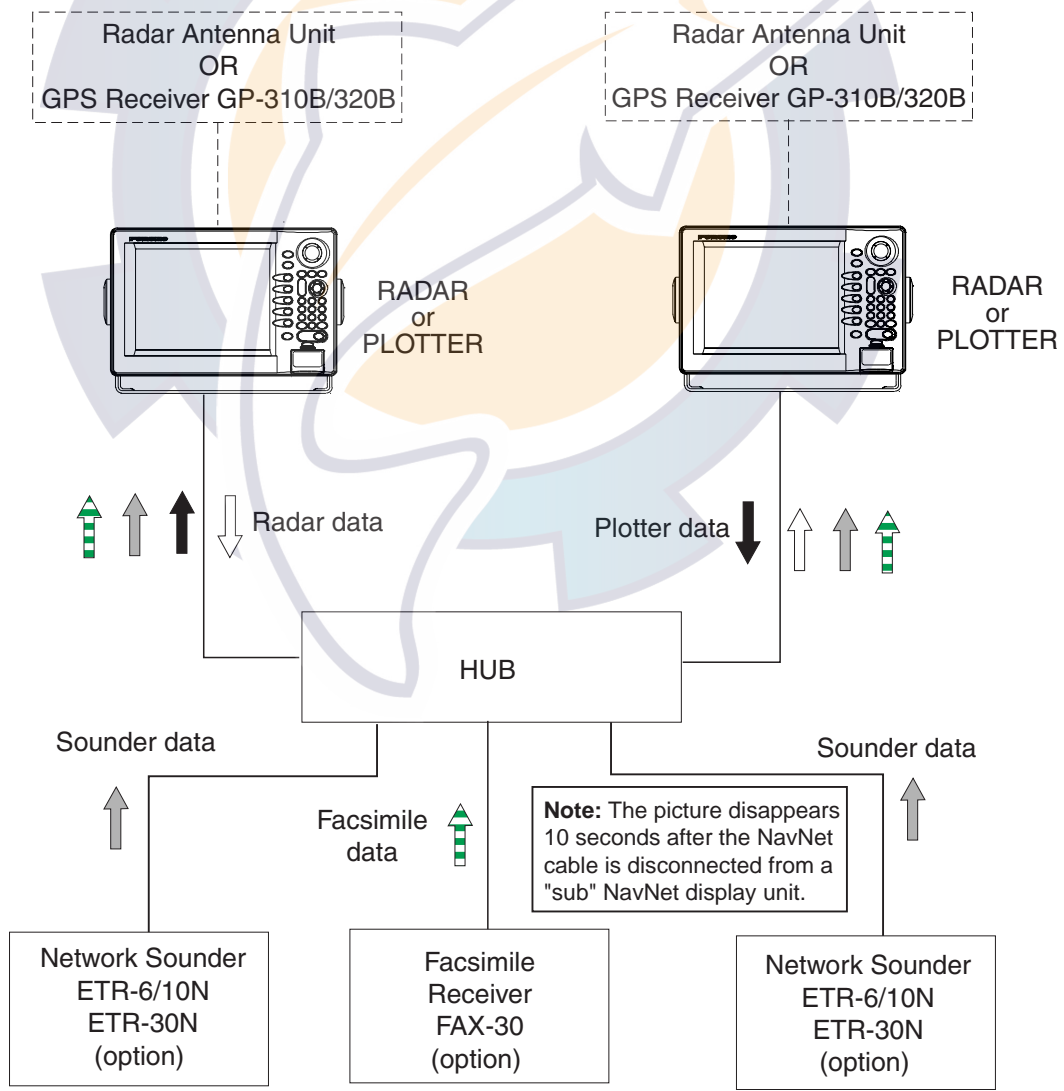 Radar Antenna Unit
OR
GPS Receiver GP-310B/320B
Radar Antenna Unit
OR
GPS Receiver GP-310B/320B
RADAR
or
PLOTTER
RADAR
or
PLOTTER
Radar data
Plotter data
HUB
Sounder data
Sounder data
Facsimile
data
Note: The picture disappears
10 seconds after the NavNet
cable is disconnected from a
"sub" NavNet display unit.
Network Sounder
ETR-6/10N
ETR-30N
(option)
Facsimile
Receiver
FAX-30
(option)
Network Sounder
ETR-6/10N
ETR-30N
(option)